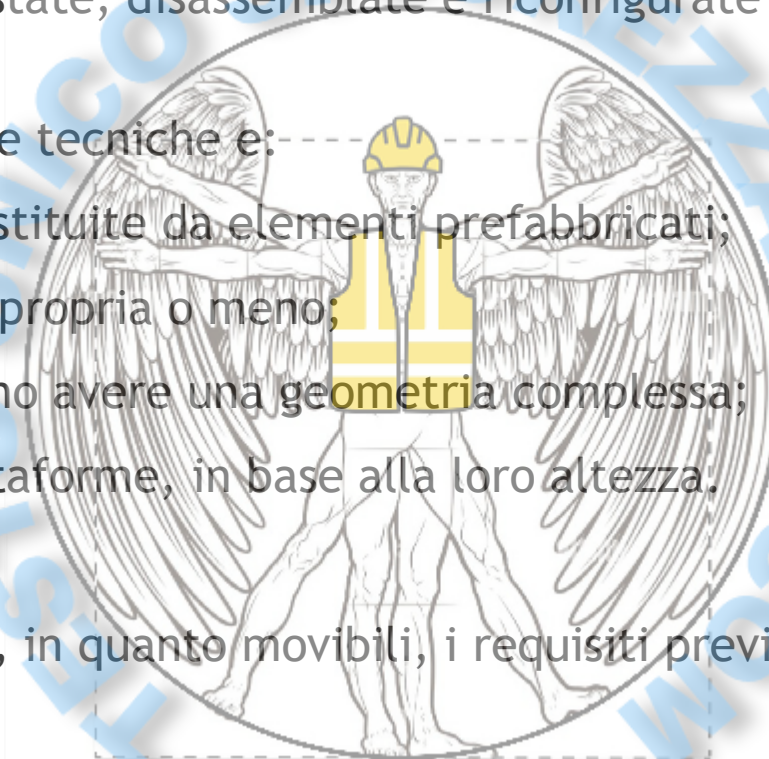 state, disassemblate e riconfigurate
e tecniche e:
stituite da elementi prefabbricati;
propria o meno;
no avere una geometria complessa;
taforme, in base alla loro altezza.
, in quanto movibili, i requisiti previ